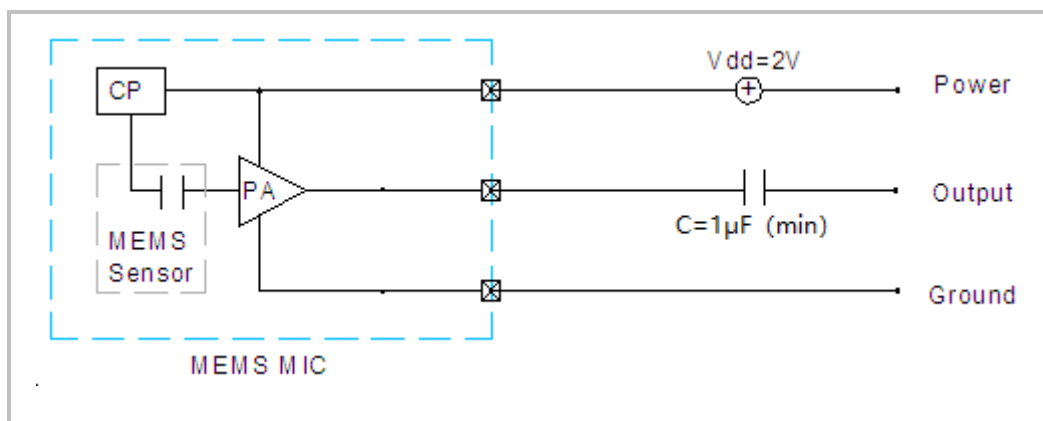 Vdd=2V
CP
Power
PA
Output
C=1μF (min)
MEMS
Sensor
Ground
MEMS MIC